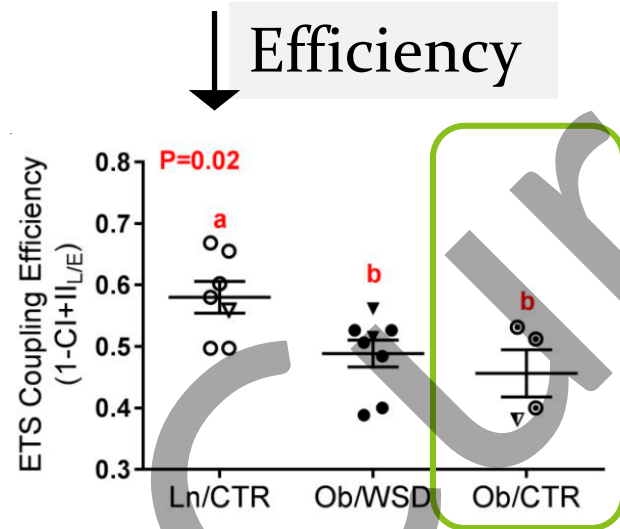 Efficiency
ETS Coupling Efficiency
(1-CI+II_L/E)
0.8
0.7
0.6
0.5
0.4
0.3
P=0.02
a
b
b
Ln/CTR
Ob/WSD
Ob/CTR